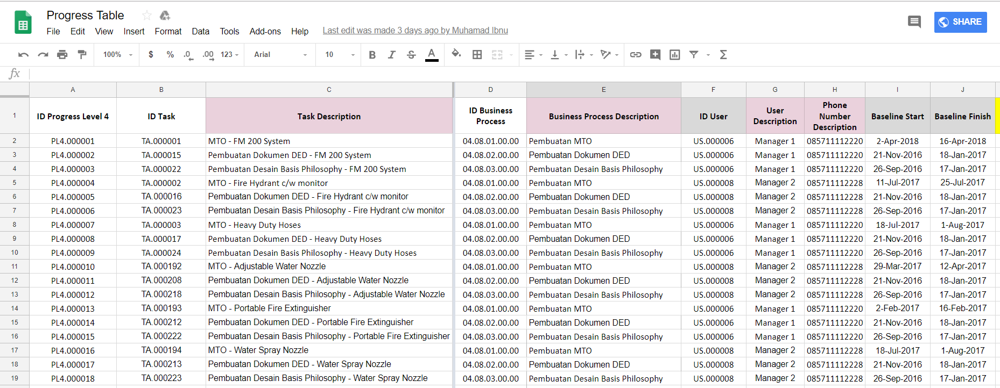 Progress Table
File Edit View Insert Format Data Tools Add-ons Help Last edit was made 3 days ago by Muhamad Ibnu
SHARE
100% $ % .0 .00 123 Arial 10 B I S A Σ
fx
A B C D E F G H I J
1 ID Progress Level 4 ID Task Task Description ID Business Process Business Process Description ID User User Description Phone Number Description Baseline Start Baseline Finish
2 PL4.000001 TA.000001 MTO - FM 200 System 04.08.01.00.00 Pembuatan MTO US.000006 Manager 1 085711112220 2-Apr-2018 16-Apr-2018
3 PL4.000002 TA.000015 Pembuatan Dokumen DED - FM 200 System 04.08.02.00.00 Pembuatan Dokumen DED US.000006 Manager 1 085711112220 21-Nov-2016 18-Jan-2017
4 PL4.000003 TA.000022 Pembuatan Desain Basis Philosophy - FM 200 System 04.08.03.00.00 Pembuatan Desain Basis Philosophy US.000006 Manager 1 085711112220 26-Sep-2016 17-Jan-2017
5 PL4.000004 TA.000002 MTO - Fire Hydrant c/w monitor 04.08.01.00.00 Pembuatan MTO US.000008 Manager 2 085711112228 11-Jul-2017 25-Jul-2017
6 PL4.000005 TA.000016 Pembuatan Dokumen DED - Fire Hydrant c/w monitor 04.08.02.00.00 Pembuatan Dokumen DED US.000008 Manager 2 085711112228 21-Nov-2016 18-Jan-2017
7 PL4.000006 TA.000023 Pembuatan Desain Basis Philosophy - Fire Hydrant c/w monitor 04.08.03.00.00 Pembuatan Desain Basis Philosophy US.000008 Manager 2 085711112228 26-Sep-2016 17-Jan-2017
8 PL4.000007 TA.000003 MTO - Heavy Duty Hoses 04.08.01.00.00 Pembuatan MTO US.000006 Manager 1 085711112220 18-Jul-2017 1-Aug-2017
9 PL4.000008 TA.000017 Pembuatan Dokumen DED - Heavy Duty Hoses 04.08.02.00.00 Pembuatan Dokumen DED US.000006 Manager 1 085711112220 21-Nov-2016 18-Jan-2017
10 PL4.000009 TA.000024 Pembuatan Desain Basis Philosophy - Heavy Duty Hoses 04.08.03.00.00 Pembuatan Desain Basis Philosophy US.000006 Manager 1 085711112220 26-Sep-2016 17-Jan-2017
11 PL4.000010 TA.000192 MTO - Adjustable Water Nozzle 04.08.01.00.00 Pembuatan MTO US.000008 Manager 2 085711112228 29-Mar-2017 12-Apr-2017
12 PL4.000011 TA.000208 Pembuatan Dokumen DED - Adjustable Water Nozzle 04.08.02.00.00 Pembuatan Dokumen DED US.000008 Manager 2 085711112228 21-Nov-2016 18-Jan-2017
13 PL4.000012 TA.000218 Pembuatan Desain Basis Philosophy - Adjustable Water Nozzle 04.08.03.00.00 Pembuatan Desain Basis Philosophy US.000008 Manager 2 085711112228 26-Sep-2016 17-Jan-2017
14 PL4.000013 TA.000193 MTO - Portable Fire Extinguisher 04.08.01.00.00 Pembuatan MTO US.000006 Manager 1 085711112220 2-Feb-2017 16-Feb-2017
15 PL4.000014 TA.000212 Pembuatan Dokumen DED - Portable Fire Extinguisher 04.08.02.00.00 Pembuatan Dokumen DED US.000006 Manager 1 085711112220 21-Nov-2016 18-Jan-2017
16 PL4.000015 TA.000222 Pembuatan Desain Basis Philosophy - Portable Fire Extinguisher 04.08.03.00.00 Pembuatan Desain Basis Philosophy US.000006 Manager 1 085711112220 26-Sep-2016 17-Jan-2017
17 PL4.000016 TA.000194 MTO - Water Spray Nozzle 04.08.01.00.00 Pembuatan MTO US.000008 Manager 2 085711112228 18-Jul-2017 1-Aug-2017
18 PL4.000017 TA.000213 Pembuatan Dokumen DED - Water Spray Nozzle 04.08.02.00.00 Pembuatan Dokumen DED US.000008 Manager 2 085711112228 21-Nov-2016 18-Jan-2017
19 PL4.000018 TA.000223 Pembuatan Desain Basis Philosophy - Water Spray Nozzle 04.08.03.00.00 Pembuatan Desain Basis Philosophy US.000008 Manager 2 085711112228 26-Sep-2016 17-Jan-2017